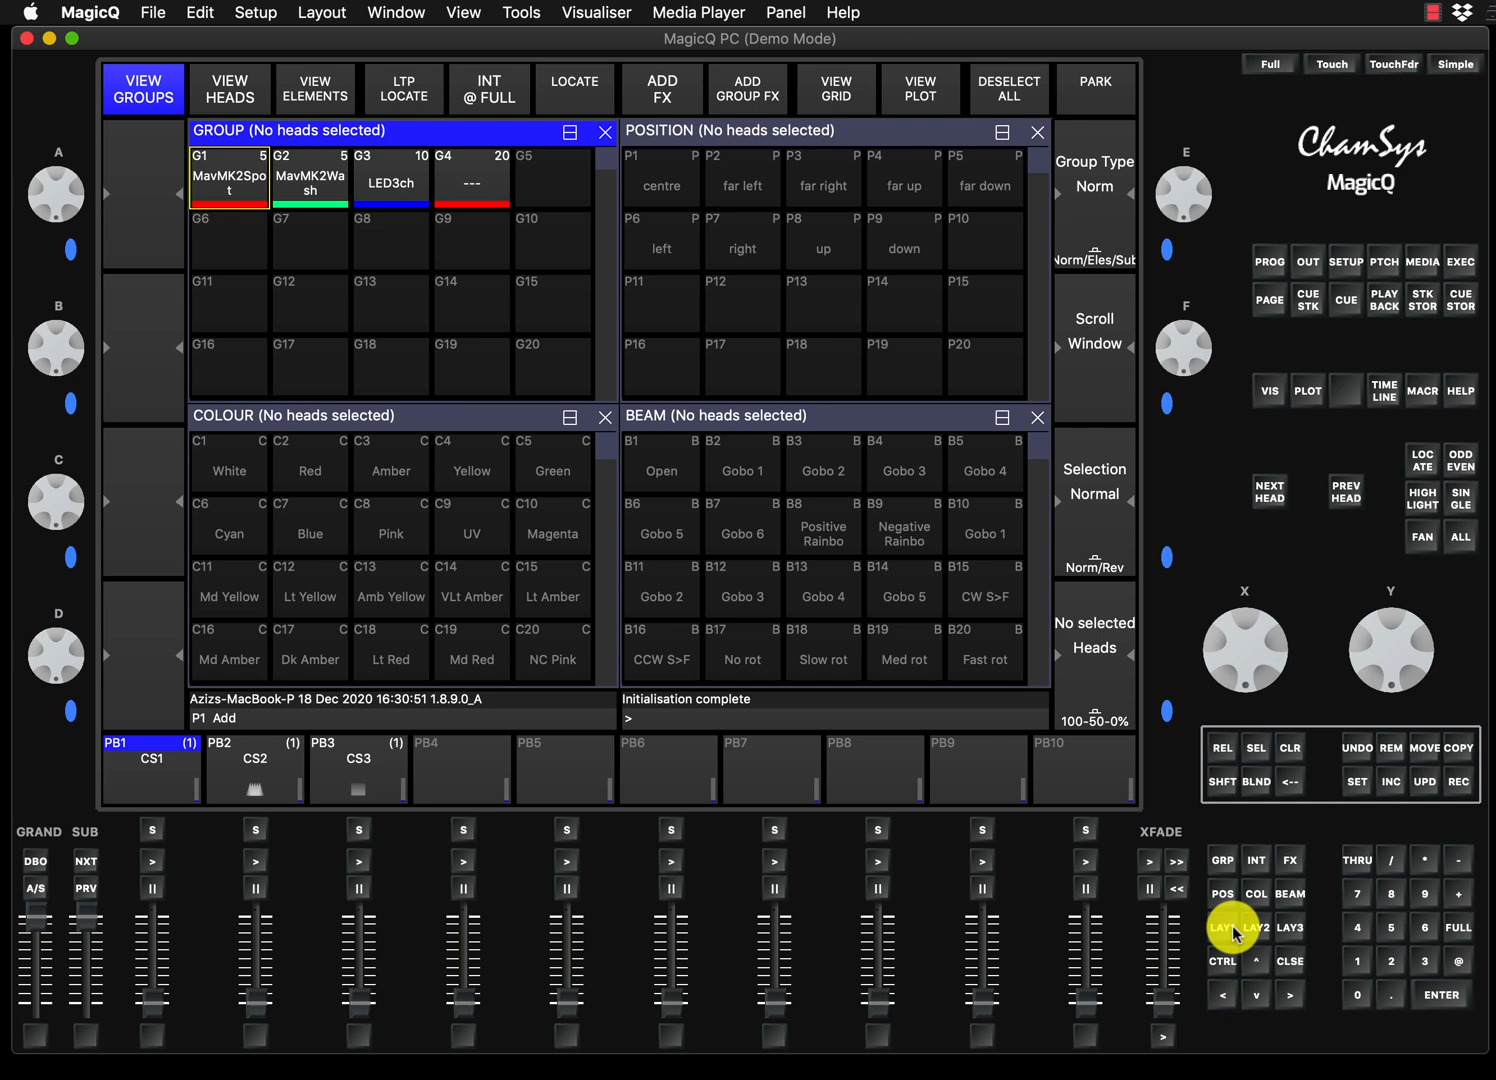 MagicQ File Edit Setup Layout Window View Tools Visualiser Media Player Panel Help
MagicQ PC (Demo Mode)
Full Touch TouchFdr Simple
VIEW GROUPS
VIEW HEADS
VIEW ELEMENTS
LTP LOCATE
INT @ FULL
LOCATE
ADD FX
ADD GROUP FX
VIEW GRID
VIEW PLOT
DESELECT ALL
PARK
GROUP (No heads selected)
G1 5 G2 5 G3 10 G4 20 G5
MavMK2Spo
t
MavMK2Wa
sh
LED3ch
---
G6 G7 G8 G9 G10
G11 G12 G13 G14 G15
G16 G17 G18 G19 G20
POSITION (No heads selected)
P1 P P2 P P3 P P4 P P5 P
centre far left far right far up far down
P6 P P7 P P8 P P9 P P10
left right up down
P11 P12 P13 P14 P15
P16 P17 P18 P19 P20
COLOUR (No heads selected)
C1 C C2 C C3 C C4 C C5 C
White Red Amber Yellow Green
C6 C C7 C C8 C C9 C C10 C
Cyan Blue Pink UV Magenta
C11 C C12 C C13 C C14 C C15 C
Md Yellow Lt Yellow Amb Yellow VLt Amber Lt Amber
C16 C C17 C C18 C C19 C C20 C
Md Amber Dk Amber Lt Red Md Red NC Pink
BEAM (No heads selected)
B1 B B2 B B3 B B4 B B5 B
Open Gobo 1 Gobo 2 Gobo 3 Gobo 4
B6 B B7 B B8 B B9 B B10 B
Gobo 5 Gobo 6 Positive Rainbo Negative Rainbo Gobo 1
B11 B B12 B B13 B B14 B B15 B
Gobo 2 Gobo 3 Gobo 4 Gobo 5 CW S>F
B16 B B17 B B18 B B19 B B20 B
CCW S>F No rot Slow rot Med rot Fast rot
Group Type
Norm
Norm/Eles/Sub
Scroll
Window
Selection
Normal
Norm/Rev
No selected
Heads
100-50-0%
Azizs-MacBook-P 18 Dec 2020 16:30:51 1.8.9.0_A
P1 Add
Initialisation complete
>
PB1 (1) PB2 (1) PB3 (1) PB4 PB5 PB6 PB7 PB8 PB9 PB10
CS1 CS2 CS3
A
B
C
D
E
F
ChamSys
MagicQ
PROG OUT SETUP PTCH MEDIA EXEC
PAGE CUE STK CUE PLAY BACK STK STOR CUE STOR
VIS PLOT TIME LINE MACR HELP
LOC ATE ODD EVEN
NEXT HEAD PREV HEAD HIGH LIGHT SIN GLE
FAN ALL
X Y
REL SEL CLR UNDO REM MOVE COPY
SHFT BLND <-- SET INC UPD REC
GRAND SUB
DBO NXT
A/S PRV
S S S S S S S S S S
> > > > > > > > > >
XFADE
> >>
<<
>
GRP INT FX THRU / * -
POS COL BEAM 7 8 9 +
LAY1 LAY2 LAY3 4 5 6 FULL
CTRL ^ CLSE 1 2 3 @
< v > 0 . ENTER